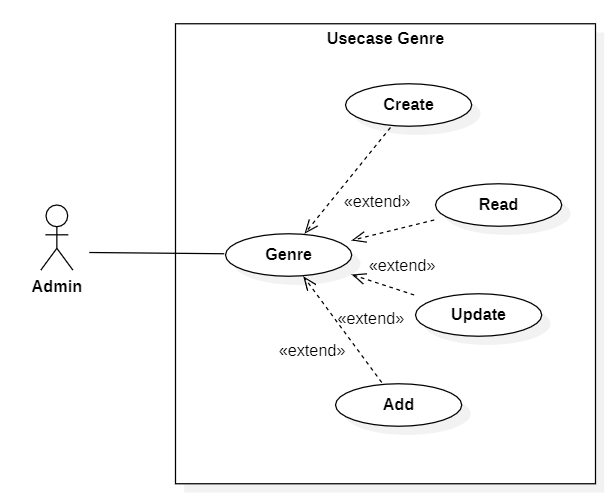 Usecase Genre
Create
«extend»
Read
Genre
«extend»
Admin
Update
«extend»
«extend»
Add